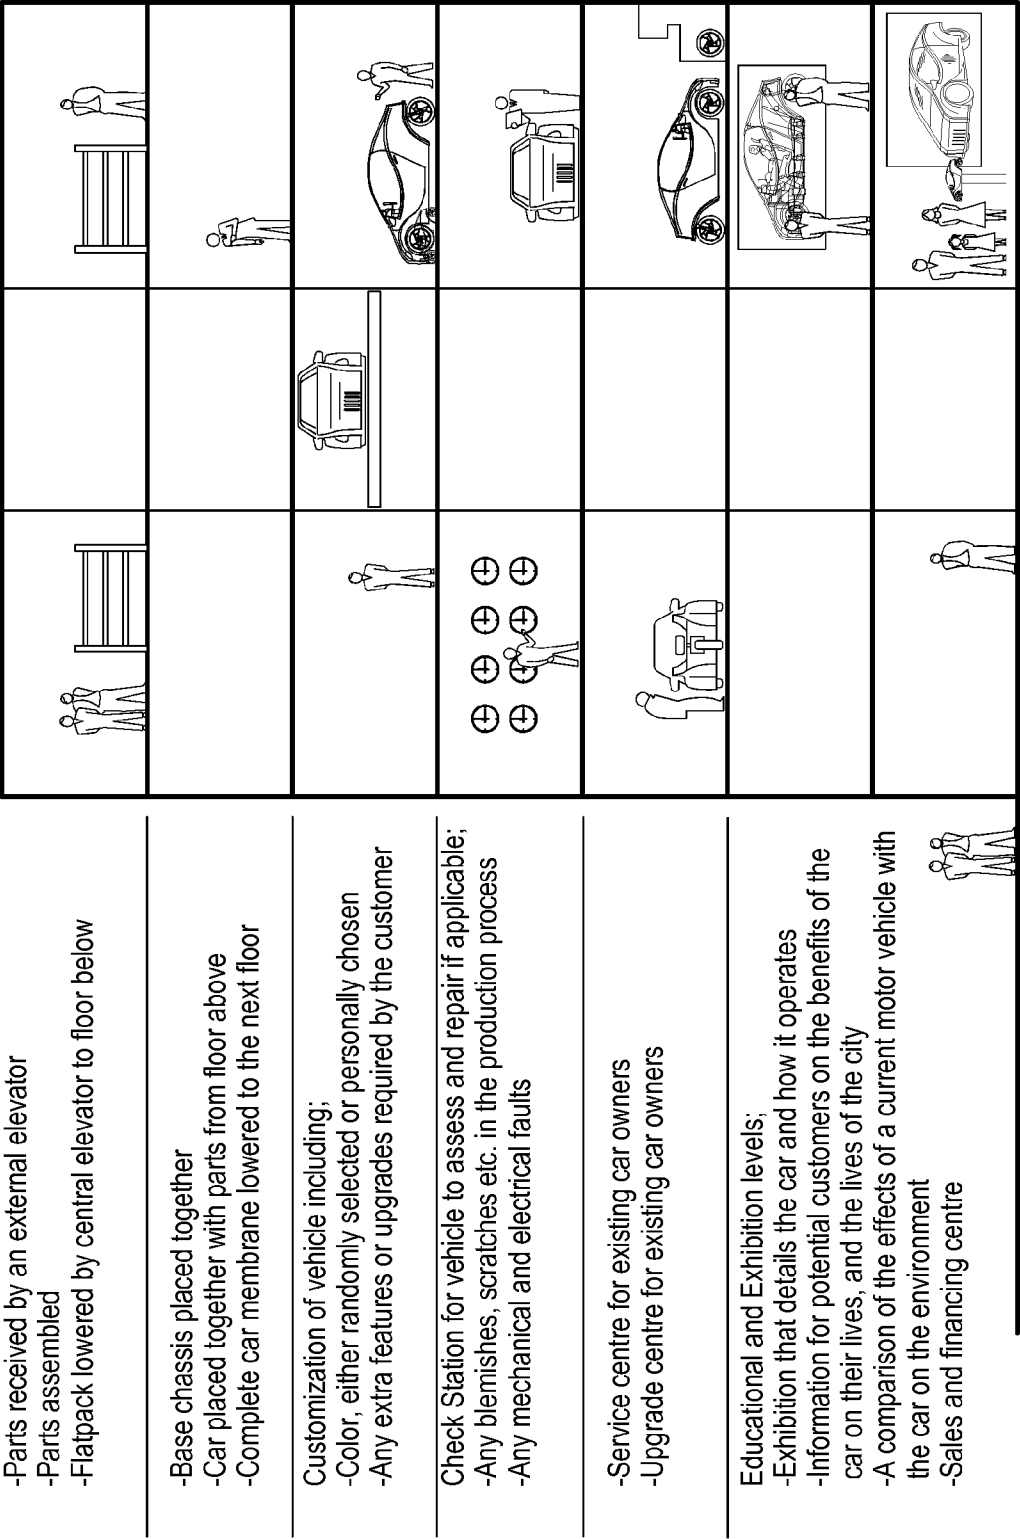 -Parts received by an external elevator
-Parts assembled
-Flatpack lowered by central elevator to floor below
-Base chassis placed together
-Car placed together with parts from floor above
-Complete car membrane lowered to the next floor
Customization of vehicle including;
-Color, either randomly selected or personally chosen
-Any extra features or upgrades required by the customer
Check Station for vehicle to assess and repair if applicable;
-Any blemishes, scratches etc. in the production process
-Any mechanical and electrical faults
-Service centre for existing car owners
-Upgrade centre for existing car owners
Educational and Exhibition levels;
-Exhibition that details the car and how it operates
-Information for potential customers on the benefits of the
car on their lives, and the lives of the city
-A comparison of the effects of a current motor vehicle with
the car on the environment
-Sales and financing centre